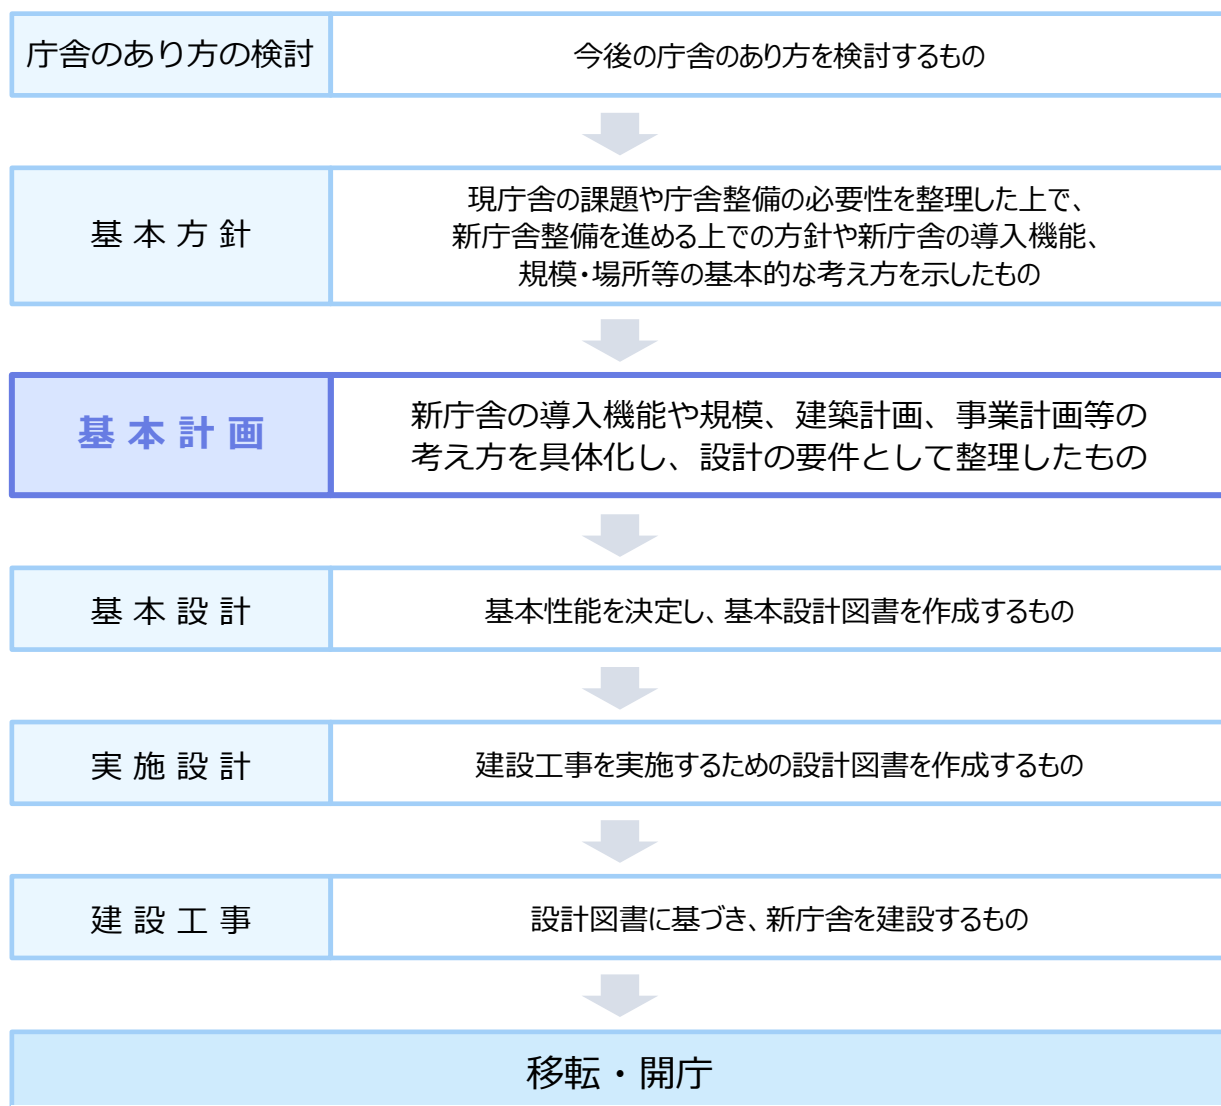 庁舎のあり方の検討
今後の庁舎のあり方を検討するもの
基本方針
現庁舎の課題や庁舎整備の必要性を整理した上で、
新庁舎整備を進める上での方針や新庁舎の導入機能、
規模・場所等の基本的な考え方を示したもの
基本計画
新庁舎の導入機能や規模、建築計画、事業計画等の
考え方を具体化し、設計の要件として整理したもの
基本設計
基本性能を決定し、基本設計図書を作成するもの
実施設計
建設工事を実施するための設計図書を作成するもの
建設工事
設計図書に基づき、新庁舎を建設するもの
移転・開庁